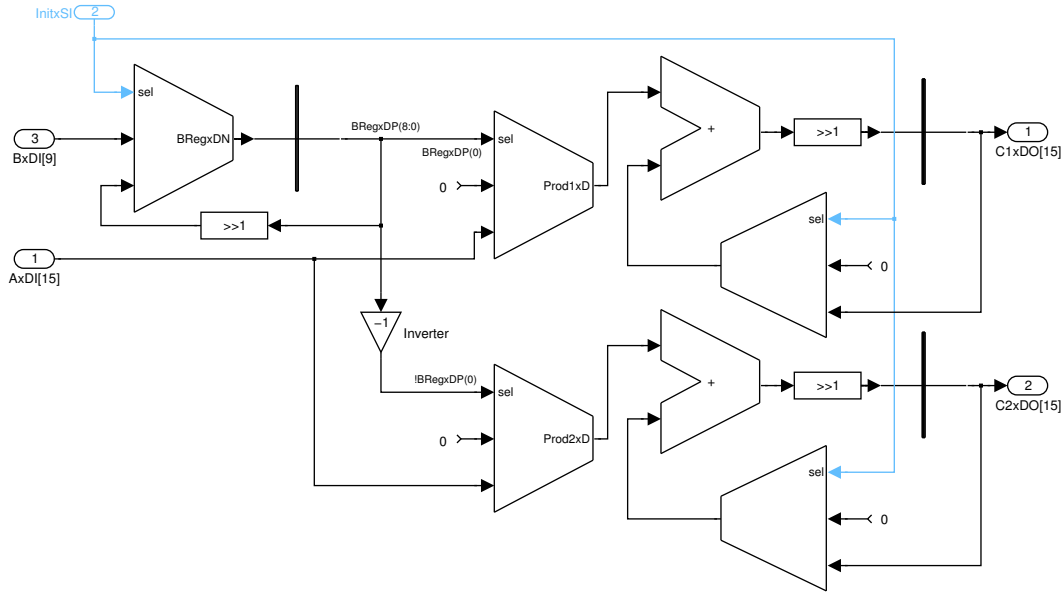 InitxSI
2
sel
3
BxDI[9]
BRegxDN
BRegxDP(8:0)
BRegxDP(0)
sel
0
Prod1xD
+
>>1
1
C1xDO[15]
>>1
sel
0
1
AxDI[15]
−1
Inverter
!BRegxDP(0)
sel
0
Prod2xD
+
>>1
2
C2xDO[15]
sel
0